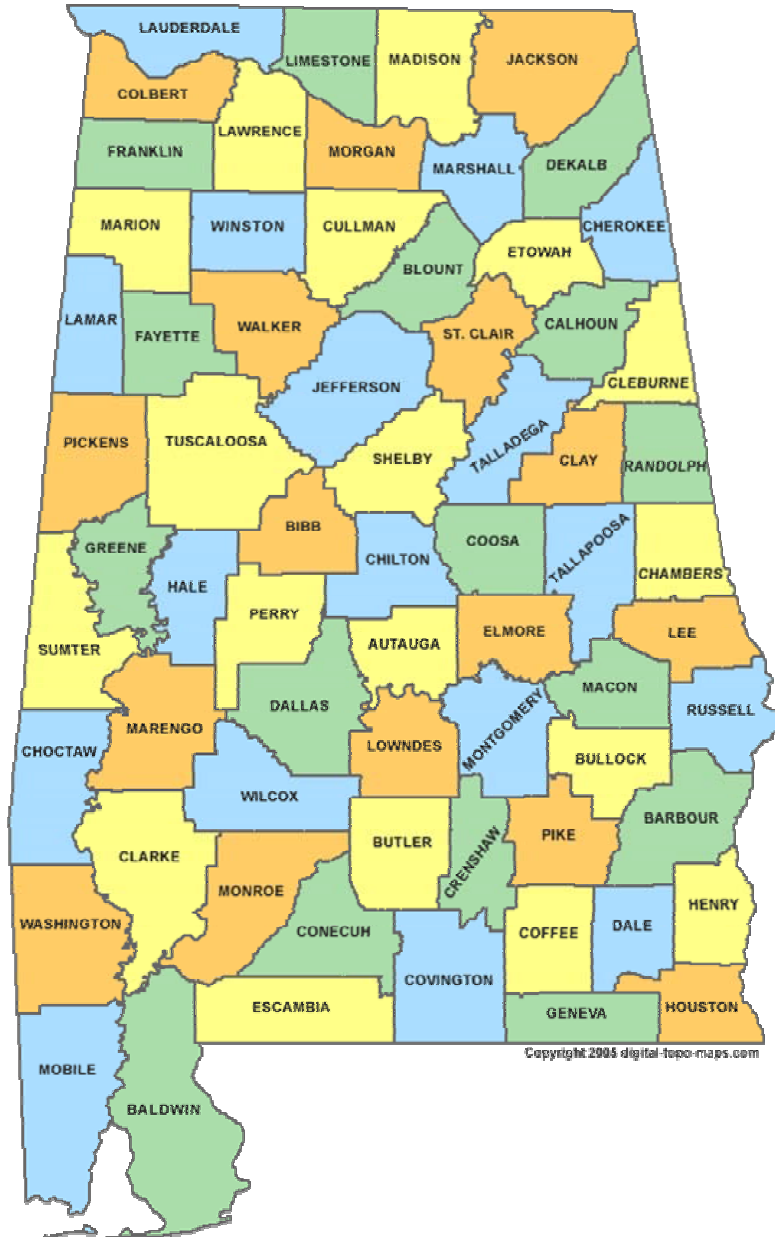 LAUDERDALE
LIMESTONE
MADISON
JACKSON
COLBERT
LAWRENCE
FRANKLIN
MORGAN
MARSHALL
DEKALB
MARION
WINSTON
CULLMAN
CHEROKEE
ETOWAH
BLOUNT
LAMAR
FAYETTE
WALKER
ST. CLAIR
CALHOUN
JEFFERSON
CLEBURNE
PICKENS
TUSCALOOSA
SHELBY
TALLADEGA
CLAY
RANDOLPH
BIBB
GREENE
HALE
CHILTON
COOSA
TALLAPOOSA
CHAMBERS
PERRY
SUMTER
AUTAUGA
ELMORE
LEE
DALLAS
MACON
RUSSELL
MARENGO
CHOCTAW
LOWNDES
MONTGOMERY
BULLOCK
WILCOX
CLARKE
BUTLER
CRENSHAW
PIKE
BARBOUR
MONROE
WASHINGTON
CONECUH
COFFEE
DALE
HENRY
COVINGTON
ESCAMBIA
GENEVA
HOUSTON
Copyright 2005 digital-topo-maps.com
MOBILE
BALDWIN